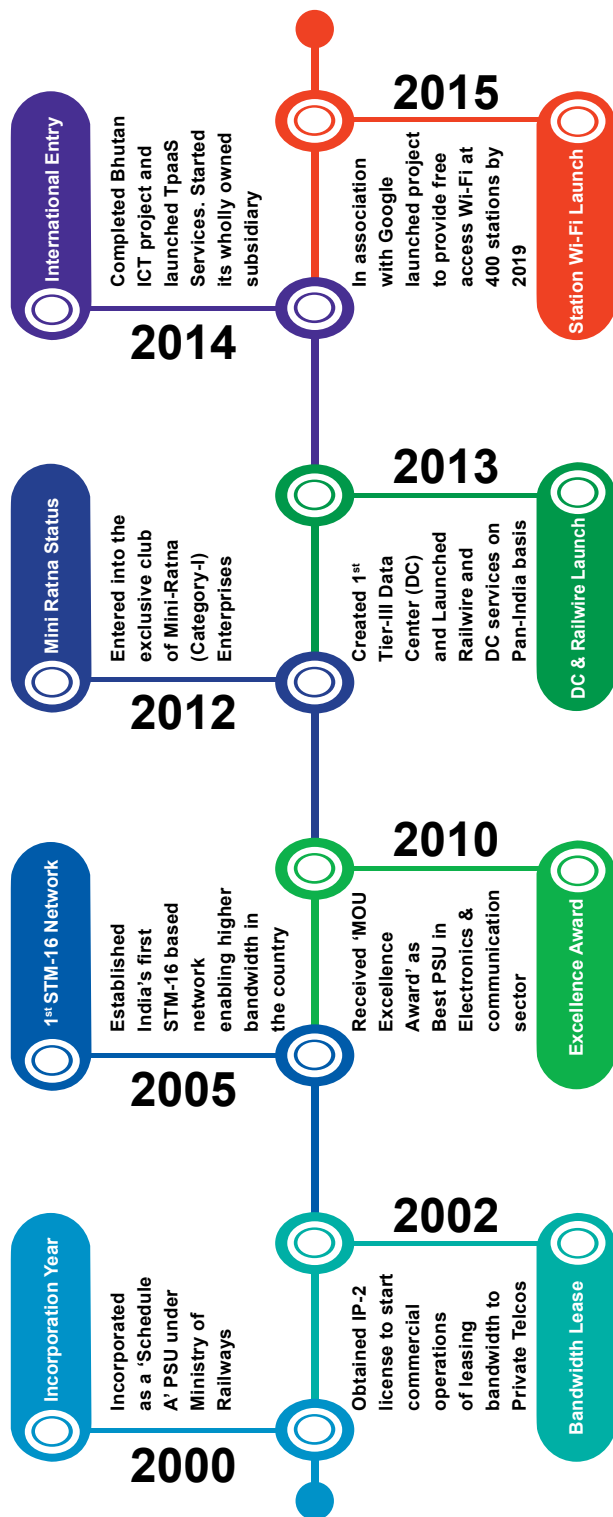 Incorporation Year
2000
Incorporated
as a ‘Schedule
A’ PSU under
Ministry of
Railways
Bandwidth Lease
2002
Obtained IP-2
license to start
commercial
operations
of leasing
bandwidth to
Private Telcos
1st STM-16 Network
2005
Established
India’s first
STM-16 based
network
enabling higher
bandwidth in
the country
Excellence Award
2010
Received ‘MOU
Excellence
Award’ as
Best PSU in
Electronics &
communication
sector
Mini Ratna Status
2012
Entered into the
exclusive club
of Mini-Ratna
(Category-I)
Enterprises
DC & Railwire Launch
2013
Created 1st
Tier-III Data
Center (DC)
and Launched
Railwire and
DC services on
Pan-India basis
International Entry
2014
Completed Bhutan
ICT project and
launched TpaaS
Services. Started
its wholly owned
subsidiary
Station Wi-Fi Launch
2015
In association
with Google
launched project
to provide free
access Wi-Fi at
400 stations by
2019